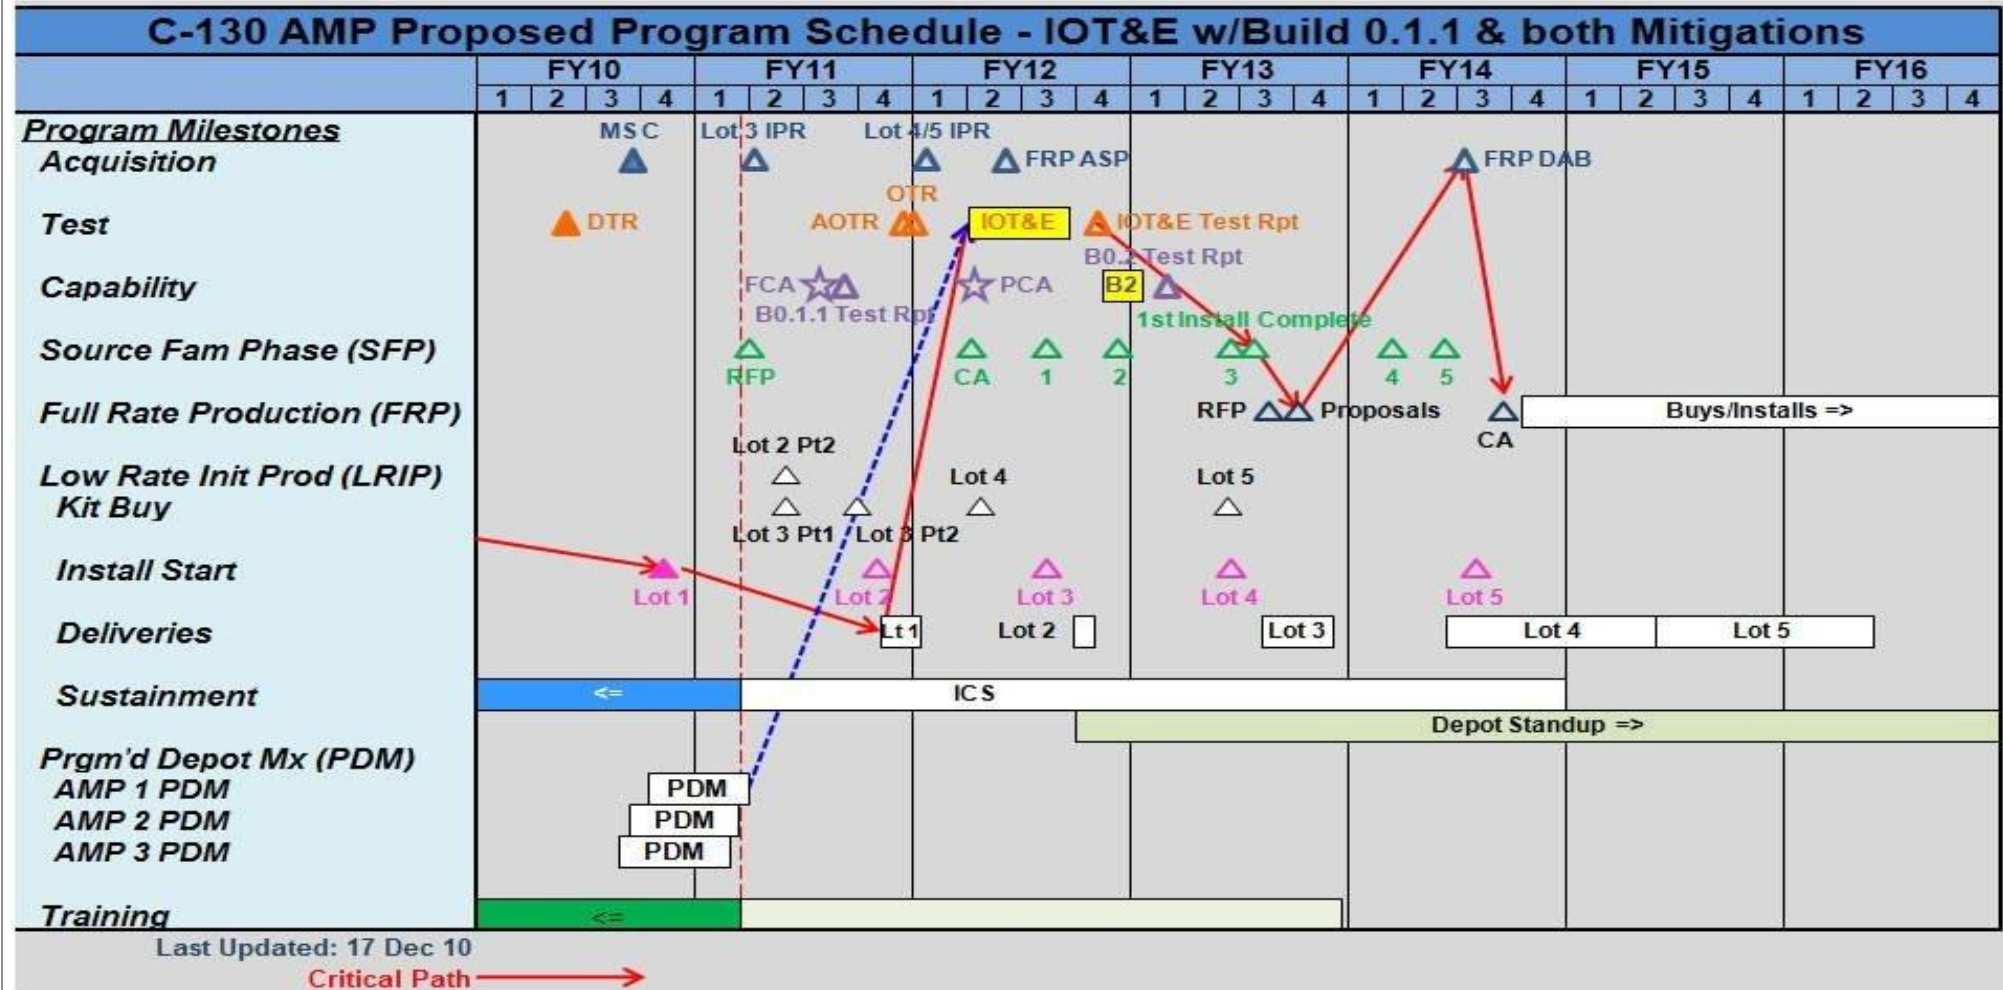 C-130 AMP Proposed Program Schedule - IOT&E w/Build 0.1.1 & both Mitigations
FY10 FY11 FY12 FY13 FY14 FY15 FY16
1 2 3 4 1 2 3 4 1 2 3 4 1 2 3 4 1 2 3 4 1 2 3 4 1 2 3 4
Program Milestones MS C Lot 3 IPR Lot 4/5 IPR
Acquisition FRP ASP FRP DAB
OTR
Test DTR AOTR IOT&E IOT&E Test Rpt
B0.2 Test Rpt
Capability FCA PCA B2
B0.1.1 Test Rpt 1st Install Complete
Source Fam Phase (SFP)
RFP CA 1 2 3 4 5
Full Rate Production (FRP) RFP Proposals Buys/Installs =>
CA
Lot 2 Pt2
Low Rate Init Prod (LRIP) Lot 4 Lot 5
Kit Buy
Lot 3 Pt1 Lot 3 Pt2
Install Start
Lot 1 Lot 2 Lot 3 Lot 4 Lot 5
Deliveries Lt 1 Lot 2 Lot 3 Lot 4 Lot 5
Sustainment <= ICS
Depot Standup =>
Prgm'd Depot Mx (PDM)
AMP 1 PDM PDM
AMP 2 PDM PDM
AMP 3 PDM PDM
Training <=
Last Updated: 17 Dec 10
Critical Path